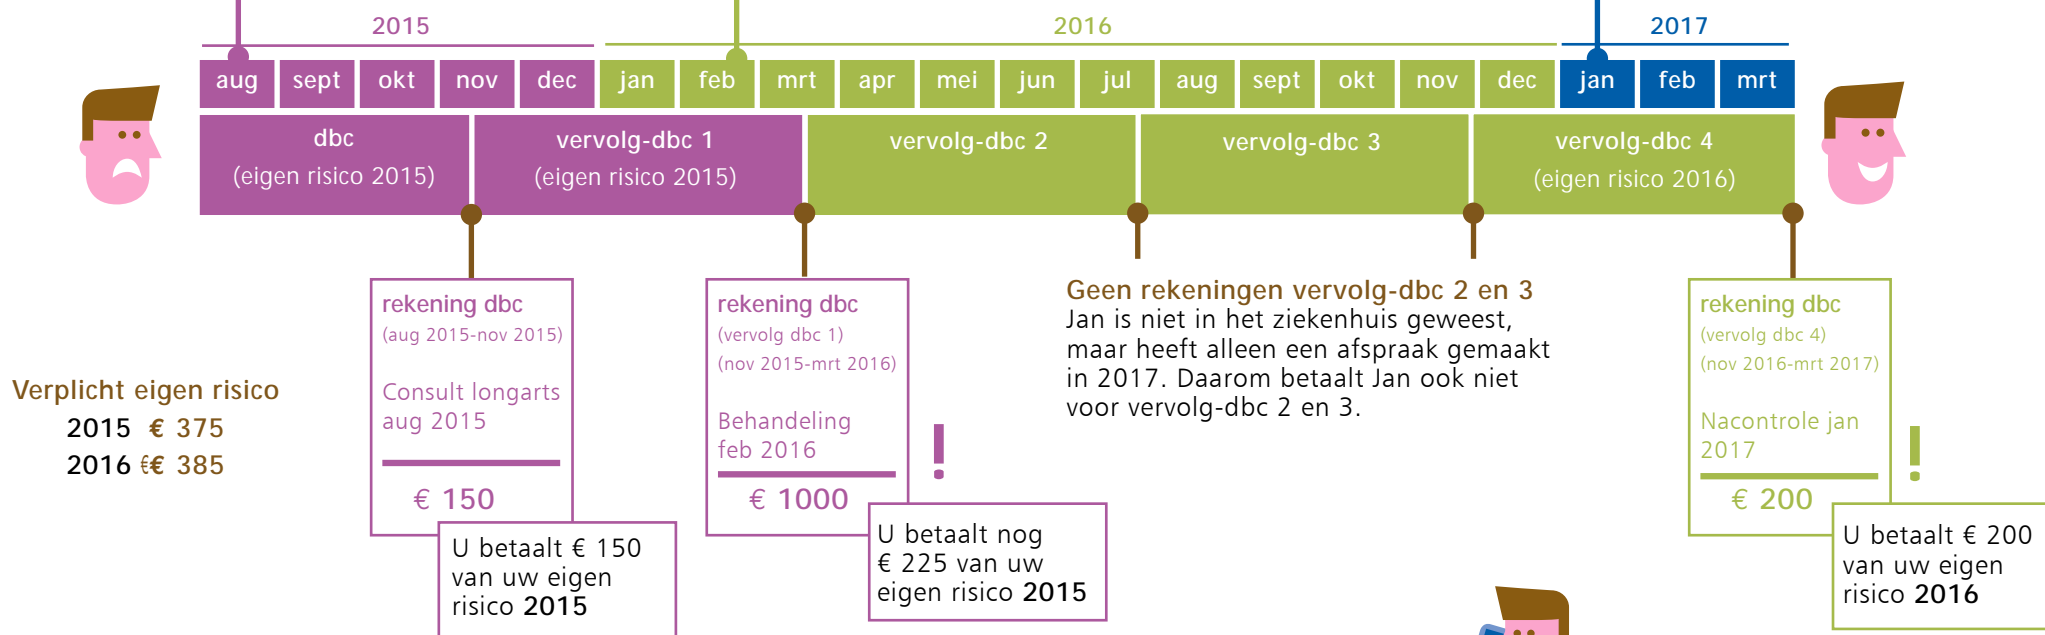 2015
2016
2017
aug sept okt nov dec jan feb mrt apr mei jun jul aug sept okt nov dec jan feb mrt
dbc
(eigen risico 2015)
vervolg-dbc 1
(eigen risico 2015)
vervolg-dbc 2
vervolg-dbc 3
vervolg-dbc 4
(eigen risico 2016)
Verplicht eigen risico
2015 € 375
2016 €€ 385
rekening dbc
(aug 2015-nov 2015)
Consult longarts
aug 2015
€ 150
U betaalt € 150
van uw eigen
risico 2015
rekening dbc
(vervolg dbc 1)
(nov 2015-mrt 2016)
Behandeling
feb 2016
€ 1000
!
U betaalt nog
€ 225 van uw
eigen risico 2015
Geen rekeningen vervolg-dbc 2 en 3
Jan is niet in het ziekenhuis geweest,
maar heeft alleen een afspraak gemaakt
in 2017. Daarom betaalt Jan ook niet
voor vervolg-dbc 2 en 3.
rekening dbc
(vervolg dbc 4)
(nov 2016-mrt 2017)
Nacontrole jan
2017
€ 200
!
U betaalt € 200
van uw eigen
risico 2016